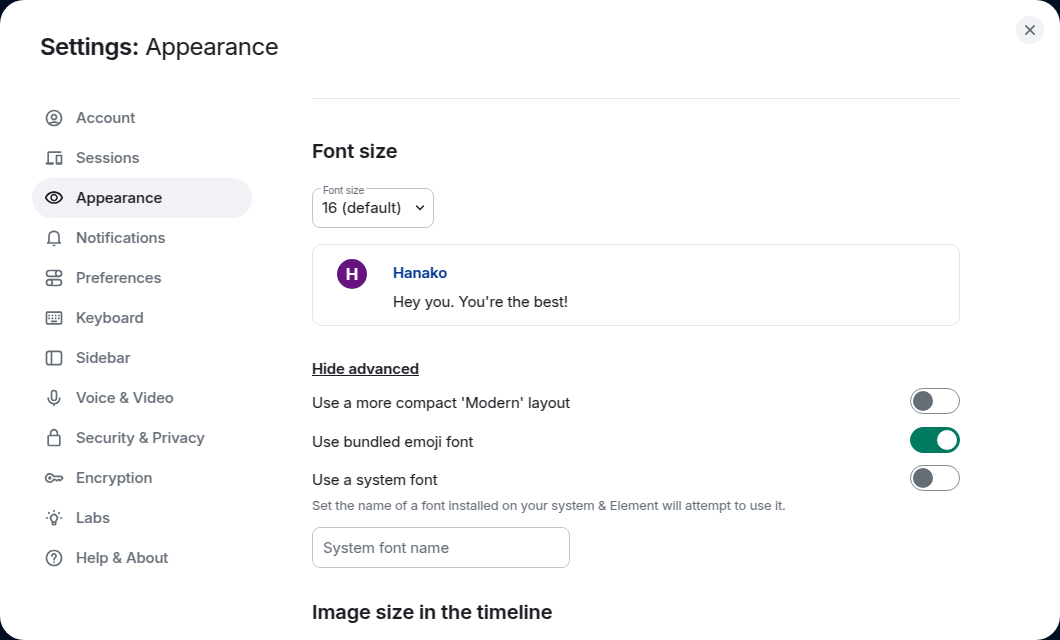 Settings: Appearance
Account
Sessions
Appearance
Notifications
Preferences
Keyboard
Sidebar
Voice & Video
Security & Privacy
Encryption
Labs
Help & About
Font size
Font size
16 (default)
H
Hanako
Hey you. You're the best!
Hide advanced
Use a more compact 'Modern' layout
Use bundled emoji font
Use a system font
Set the name of a font installed on your system & Element will attempt to use it.
System font name
Image size in the timeline